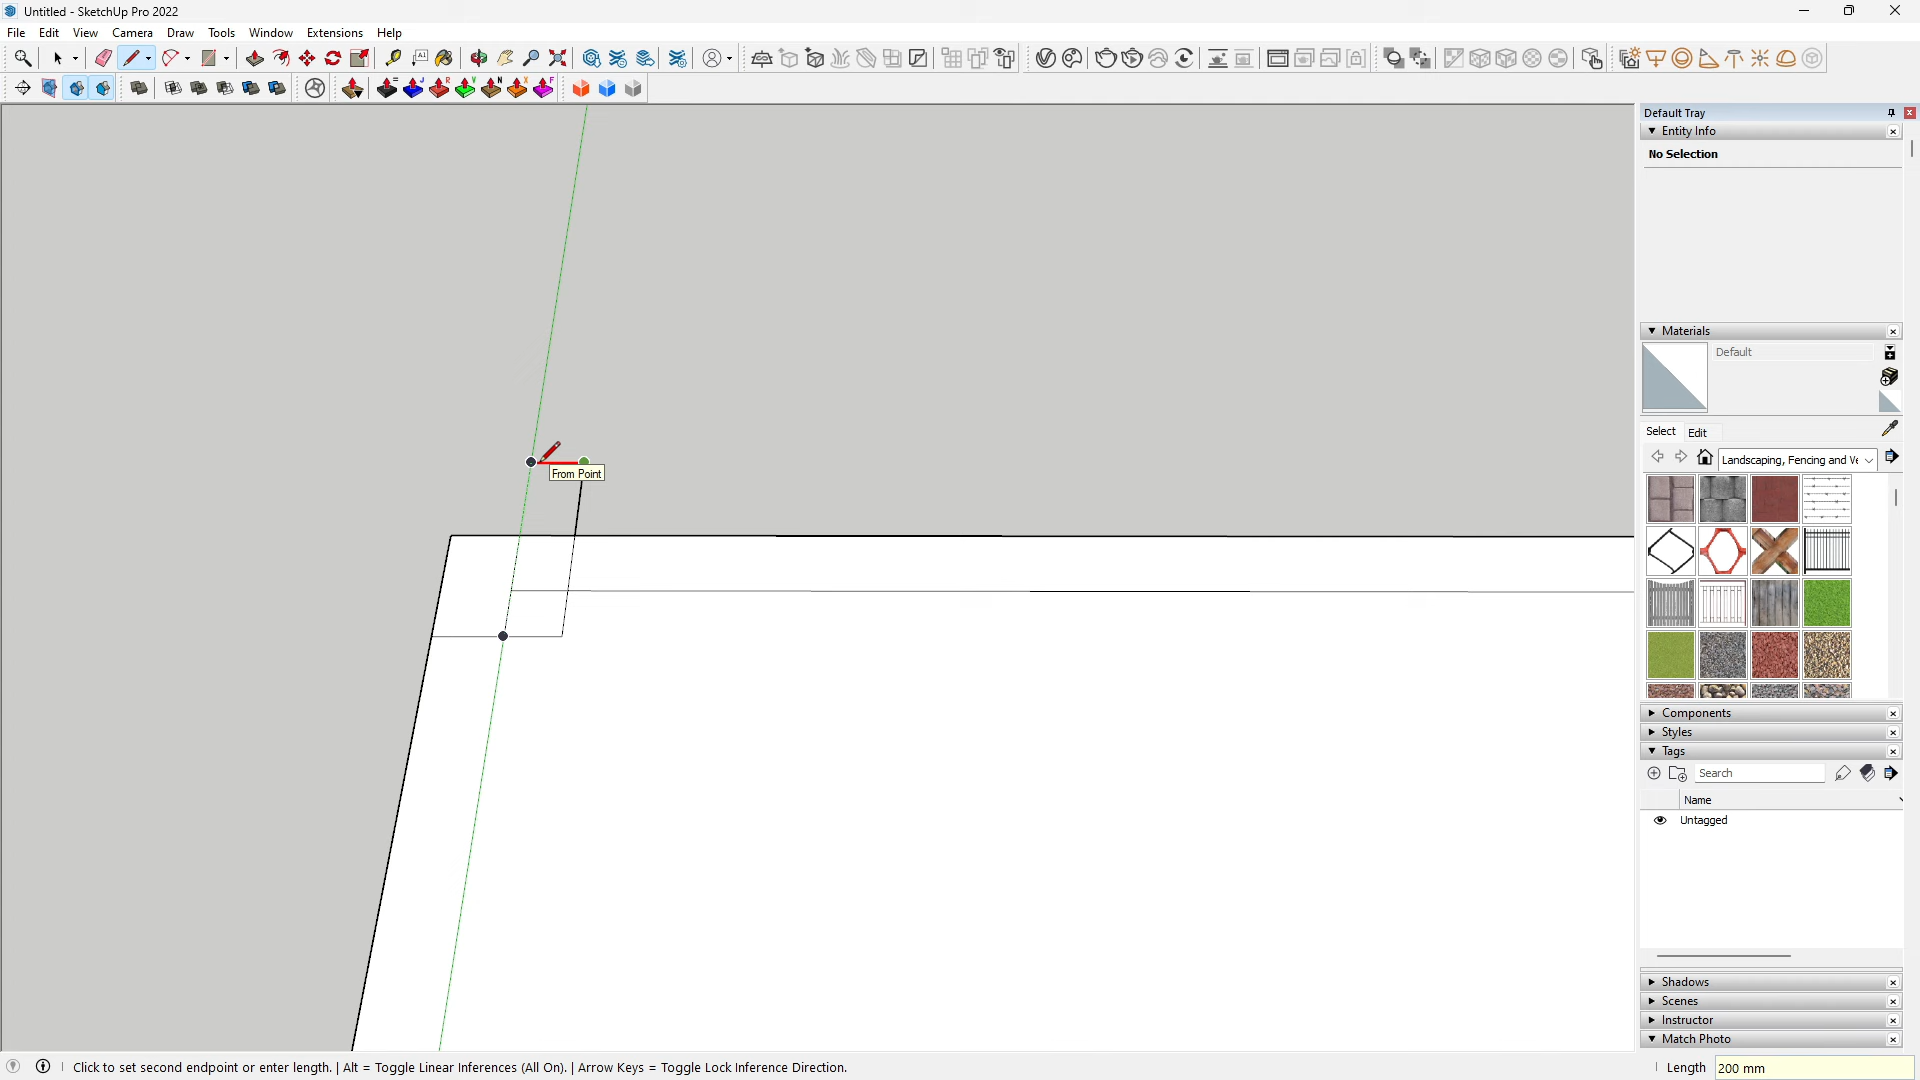 Untitled - SketchUp Pro 2022
File Edit View Camera Draw Tools Window Extensions Help
A1
= J R V N X F
Default Tray
Entity Info
No Selection
Materials
Default
Select Edit
Landscaping, Fencing and Ve
From Point
Components
Styles
Tags
Search
Name
Untagged
Shadows
Scenes
Instructor
Match Photo
Click to set second endpoint or enter length. | Alt = Toggle Linear Inferences (All On). | Arrow Keys = Toggle Lock Inference Direction.
Length 200 mm